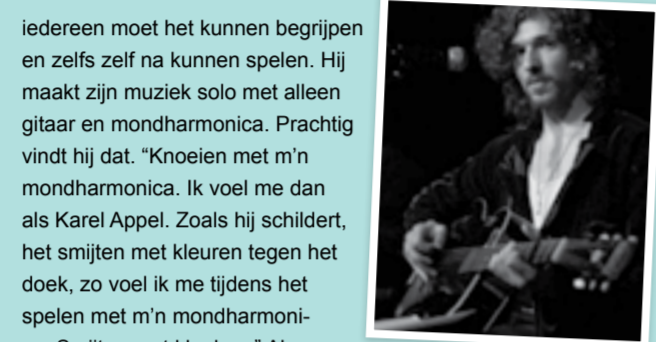 iedereen moet het kunnen begrijpen
en zelfs zelf na kunnen spelen. Hij
maakt zijn muziek solo met alleen
gitaar en mondharmonica. Prachtig
vindt hij dat. “Knoeien met m’n
mondharmonica. Ik voel me dan
als Karel Appel. Zoals hij schildert,
het smijten met kleuren tegen het
doek, zo voel ik me tijdens het
spelen met m’n mondharmoni-